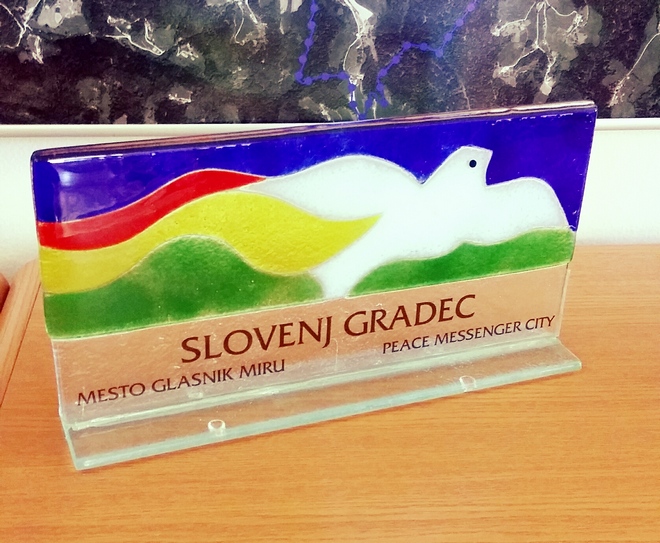 SLOVENJ GRADEC
MESTO GLASNIK MIRU
PEACE MESSENGER CITY